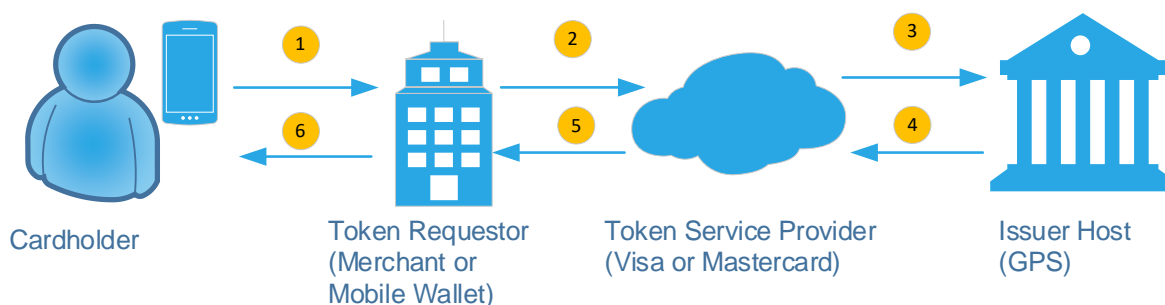 1
2
3
6
5
4
Cardholder
Token Requestor
(Merchant or
Mobile Wallet)
Token Service Provider
(Visa or Mastercard)
Issuer Host
(GPS)